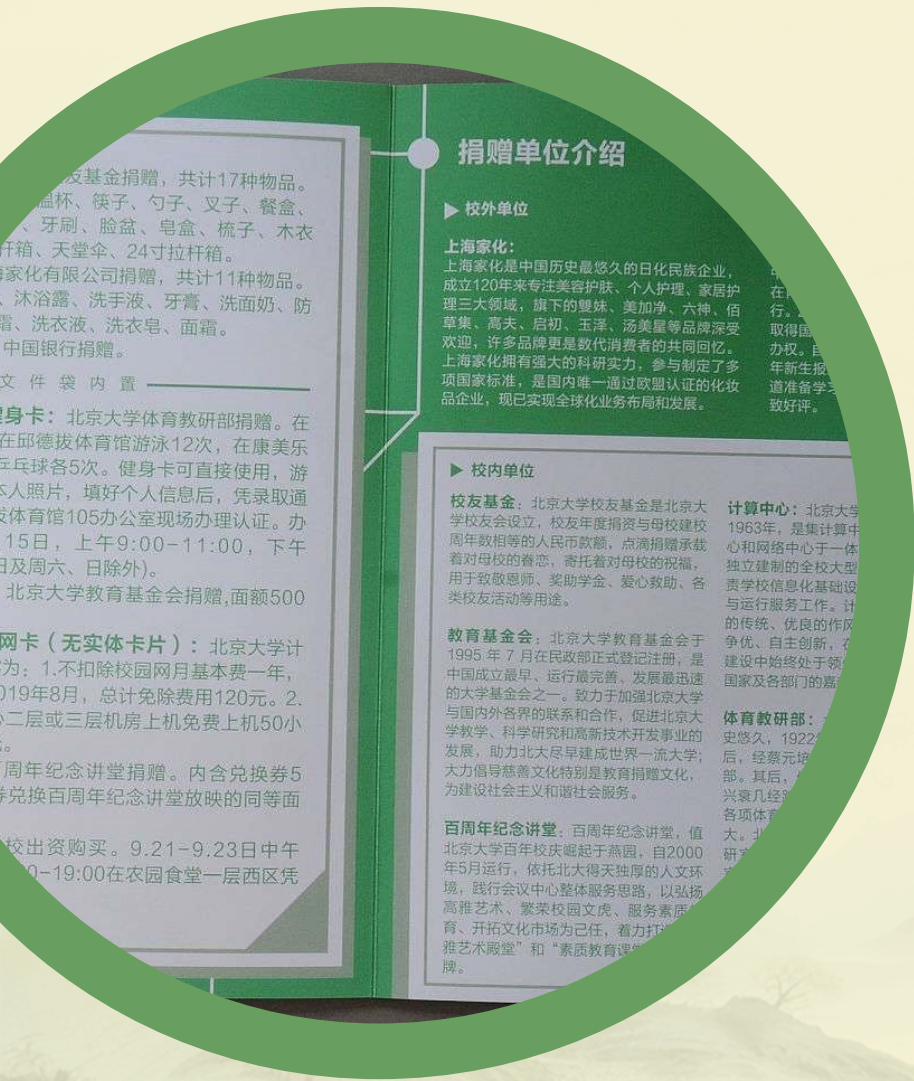 友基金捐赠，共计17种物品。
温杯、筷子、勺子、叉子、餐盒、
、牙刷、脸盆、皂盒、梳子、木衣
杆箱、天堂伞、24寸拉杆箱。
家化有限公司捐赠，共计11种物品。
、沐浴露、洗手液、牙膏、洗面奶、防
霜、洗衣液、洗衣皂、面霜。
中国银行捐赠。
文件袋内置
身卡：北京大学体育教研部捐赠。在
在邱德拔体育馆游泳12次，在康美乐
乒乓球各5次。健身卡可直接使用，游
本人照片，填好个人信息后，凭录取通
拔体育馆105办公室现场办理认证。办
15日，上午9:00-11:00，下午
日及周六、日除外)。
北京大学教育基金会捐赠,面额500
网卡（无实体卡片）：北京大学计
为：1.不扣除校园网月基本费一年，
019年8月，总计免除费用120元。2.
心二层或三层机房上机免费上机50小
。
周年纪念讲堂捐赠。内含兑换券5
券兑换百周年纪念讲堂放映的同等面
校出资购买。9.21-9.23日中午
0-19:00在农园食堂一层西区凭
捐赠单位介绍
▶ 校外单位
上海家化：
上海家化是中国历史最悠久的日化民族企业，
成立120年来专注美容护肤、个人护理、家居护
理三大领域，旗下的雙妹、美加净、六神、佰
草集、高夫、启初、玉泽、汤美星等品牌深受
欢迎，许多品牌更是数代消费者的共同回忆。
上海家化拥有强大的科研实力，参与制定了多
项国家标准，是国内唯一通过欧盟认证的化妆
品企业，现已实现全球化业务布局和发展。
在
行。
取得国
办权。自
年新生报
道准备学
致好评。
▶ 校内单位
校友基金：北京大学校友基金是北京大
学校友会设立，校友年度捐资与母校建校
周年数相等的人民币款额，点滴捐赠承载
着对母校的眷恋，寄托着对母校的祝福，
用于致敬恩师、奖助学金、爱心救助、各
类校友活动等用途。
教育基金会：北京大学教育基金会于
1995 年 7 月在民政部正式登记注册，是
中国成立最早、运行最完善、发展最迅速
的大学基金会之一。致力于加强北京大学
与国内外各界的联系和合作，促进北京大
学教学、科学研究和高新技术开发事业的
发展，助力北大尽早建成世界一流大学；
大力倡导慈善文化特别是教育捐赠文化，
为建设社会主义和谐社会服务。
百周年纪念讲堂：百周年纪念讲堂，值
北京大学百年校庆崛起于燕园，自2000
年5月运行，依托北大得天独厚的人文环
境，践行会议中心整体服务思路，以弘扬
高雅艺术、繁荣校园文虎、服务素质
育、开拓文化市场为己任，着力打
雅艺术殿堂”和“素质教育课
牌。
计算中心：北京大学
1963年，是集计算中
心和网络中心于一体
独立建制的全校大型
责学校信息化基础设
与运行服务工作。计
的传统、优良的作风
争优、自主创新，在
建设中始终处于领
国家及各部门的嘉
体育教研部：
史悠久，1922
后，经蔡元培
部。其后，
兴衰几经
各项体育
大。北
研